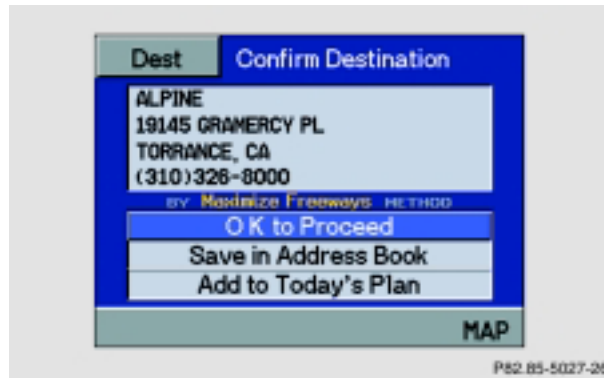 Dest Confirm Destination
ALPINE
19145 GRAMERCY PL
TORRANCE, CA
(310)326-8000
BY Maximize Freeways METHOD
OK to Proceed
Save in Address Book
Add to Today's Plan
MAP
P82.85-5027-26